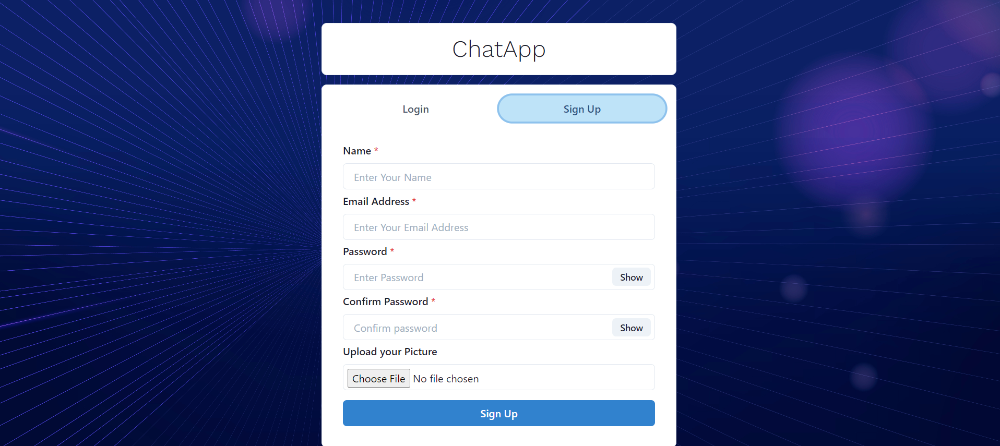 ChatApp
Login Sign Up
Name *
Enter Your Name
Email Address *
Enter Your Email Address
Password *
Enter Password Show
Confirm Password *
Confirm password Show
Upload your Picture
Choose File No file chosen
Sign Up